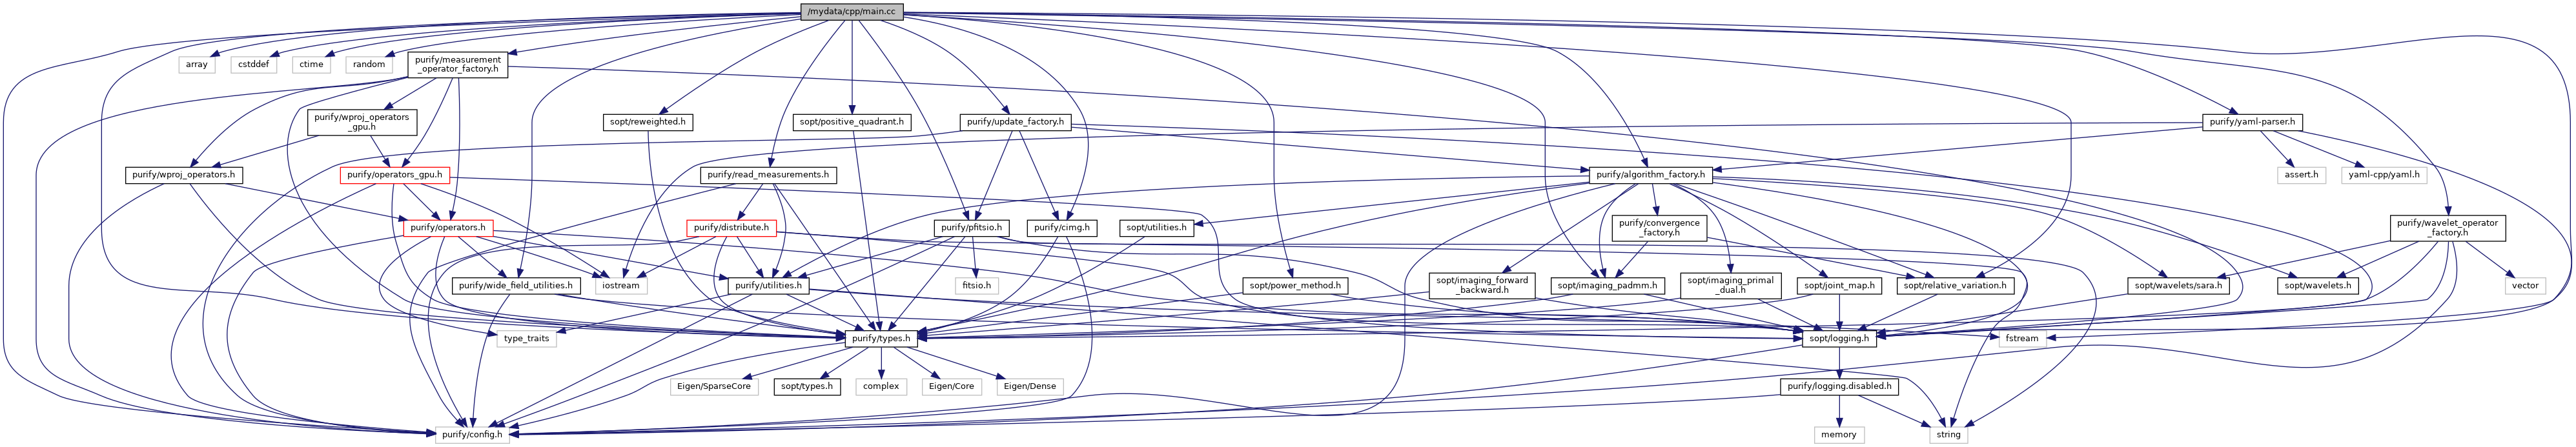 /mydata/cpp/main.cc
array
cstddef
ctime
random
purify/measurement
_operator_factory.h
purify/wproj_operators
_gpu.h
sopt/reweighted.h
sopt/positive_quadrant.h
purify/update_factory.h
purify/yaml-parser.h
purify/wproj_operators.h
purify/operators_gpu.h
purify/read_measurements.h
purify/algorithm_factory.h
assert.h
yaml-cpp/yaml.h
purify/operators.h
purify/distribute.h
purify/pfitsio.h
purify/cimg.h
sopt/utilities.h
purify/convergence
_factory.h
purify/wavelet_operator
_factory.h
purify/wide_field_utilities.h
iostream
purify/utilities.h
fitsio.h
sopt/power_method.h
sopt/imaging_forward
_backward.h
sopt/imaging_padmm.h
sopt/imaging_primal
_dual.h
sopt/joint_map.h
sopt/relative_variation.h
sopt/wavelets/sara.h
sopt/wavelets.h
vector
type_traits
purify/types.h
sopt/logging.h
fstream
Eigen/SparseCore
sopt/types.h
complex
Eigen/Core
Eigen/Dense
purify/logging.disabled.h
purify/config.h
memory
string